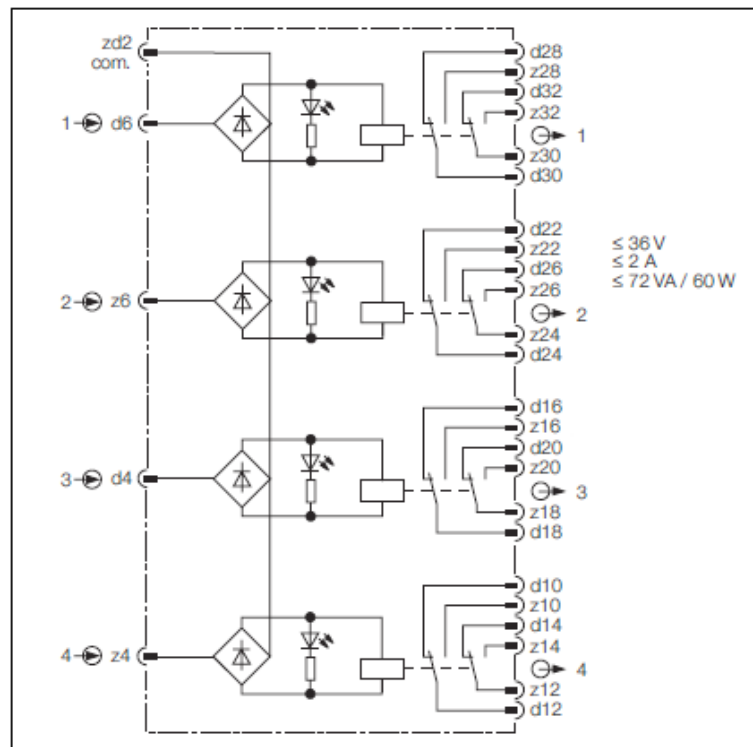 zd2
com.
1 d6
d28
z28
d32
z32
1
z30
d30
2 z6
d22
z22
d26
z26
2
z24
d24
≤ 36 V
≤ 2 A
≤ 72 VA / 60 W
3 d4
d16
z16
d20
z20
3
z18
d18
4 z4
d10
z10
d14
z14
4
z12
d12